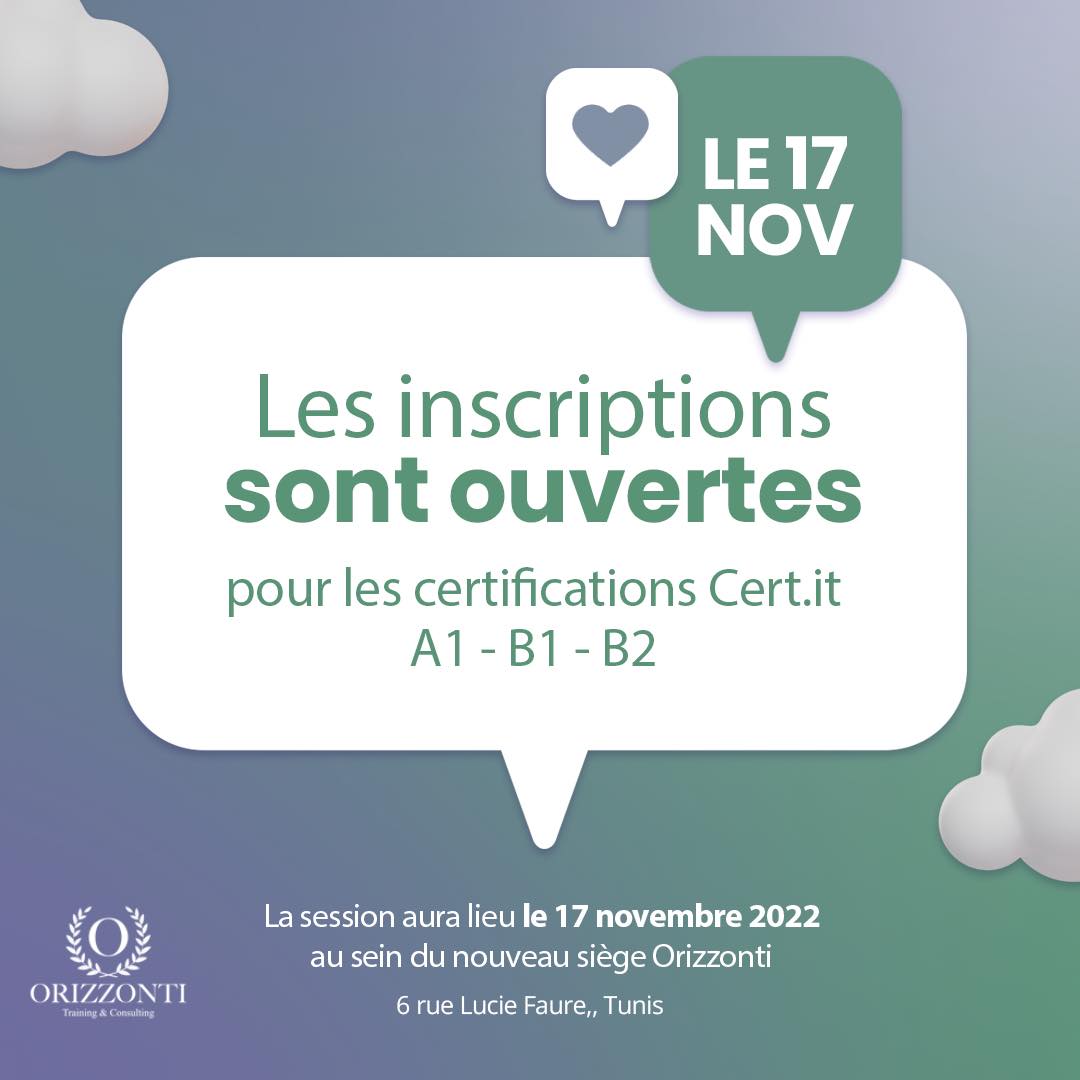 LE 17
NOV
Les inscriptions
sont ouvertes
pour les certifications Cert.it
A1 - B1 - B2
La session aura lieu le 17 novembre 2022
au sein du nouveau siège Orizzonti
6 rue Lucie Faure,, Tunis
O
ORIZZONTI
Training & Consulting